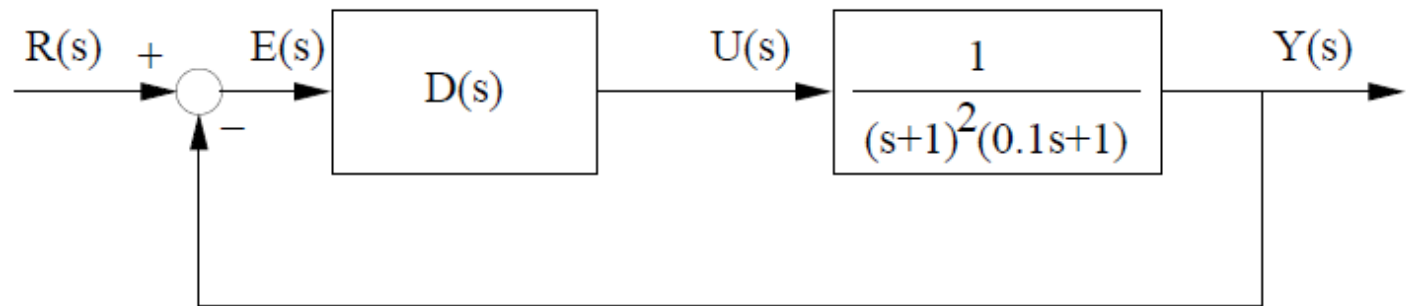 R(s) + E(s) D(s) U(s) 1 Y(s)
− (s+1)^2(0.1s+1)